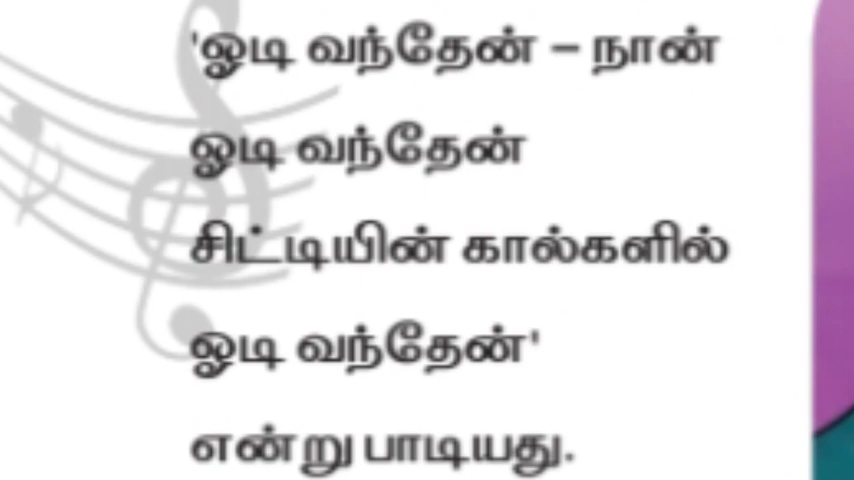 'ஓடி வந்தேன் – நான்
ஓடி வந்தேன்
சிட்டியின் கால்களில்
ஓடி வந்தேன்'
என்று பாடியது.